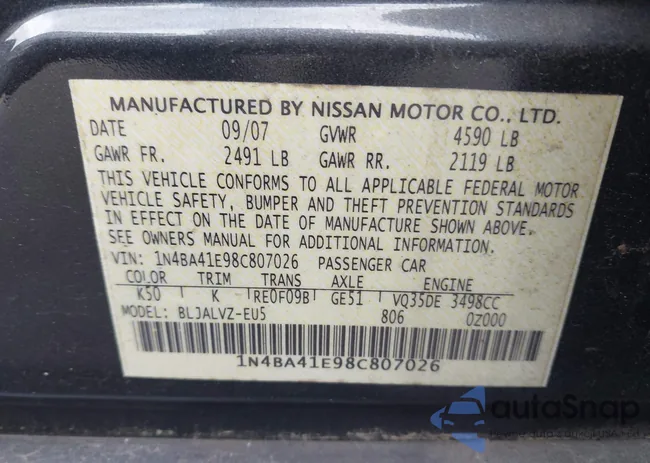 MANUFACTURED BY NISSAN MOTOR CO., LTD.
DATE 09/07 GVWR 4590 LB
GAWR FR. 2491 LB GAWR RR. 2119 LB
THIS VEHICLE CONFORMS TO ALL APPLICABLE FEDERAL MOTOR
VEHICLE SAFETY, BUMPER AND THEFT PREVENTION STANDARDS
IN EFFECT ON THE DATE OF MANUFACTURE SHOWN ABOVE.
SEE OWNERS MANUAL FOR ADDITIONAL INFORMATION.
VIN: 1N4BA41E98C807026 PASSENGER CAR
COLOR TRIM TRANS AXLE ENGINE
K50 K RE0F09B GE51 VQ35DE 3498CC
MODEL: BLJALVZ-EU5 806 0Z000
1N4BA41E98C807026
autoSnap